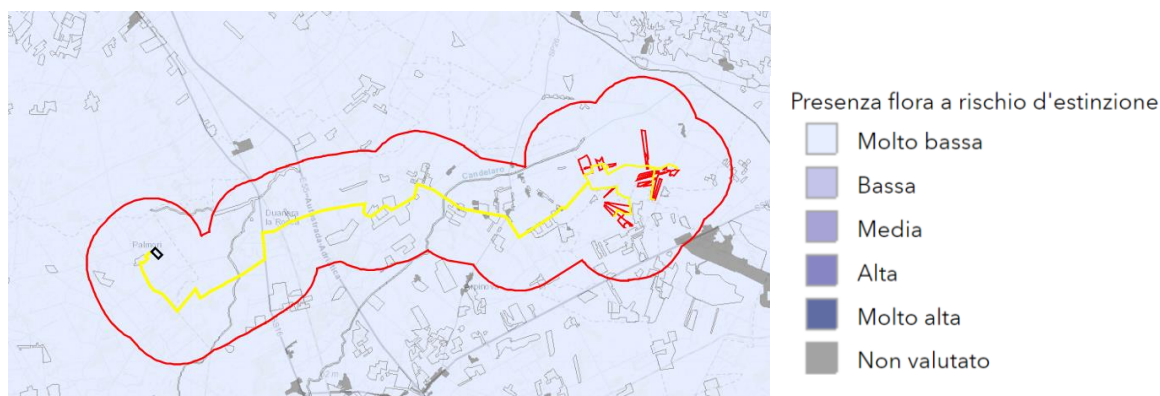 Candelaro
Duanera
la Rocca
Palmori
Presenza flora a rischio d'estinzione
Molto bassa
Bassa
Media
Alta
Molto alta
Non valutato